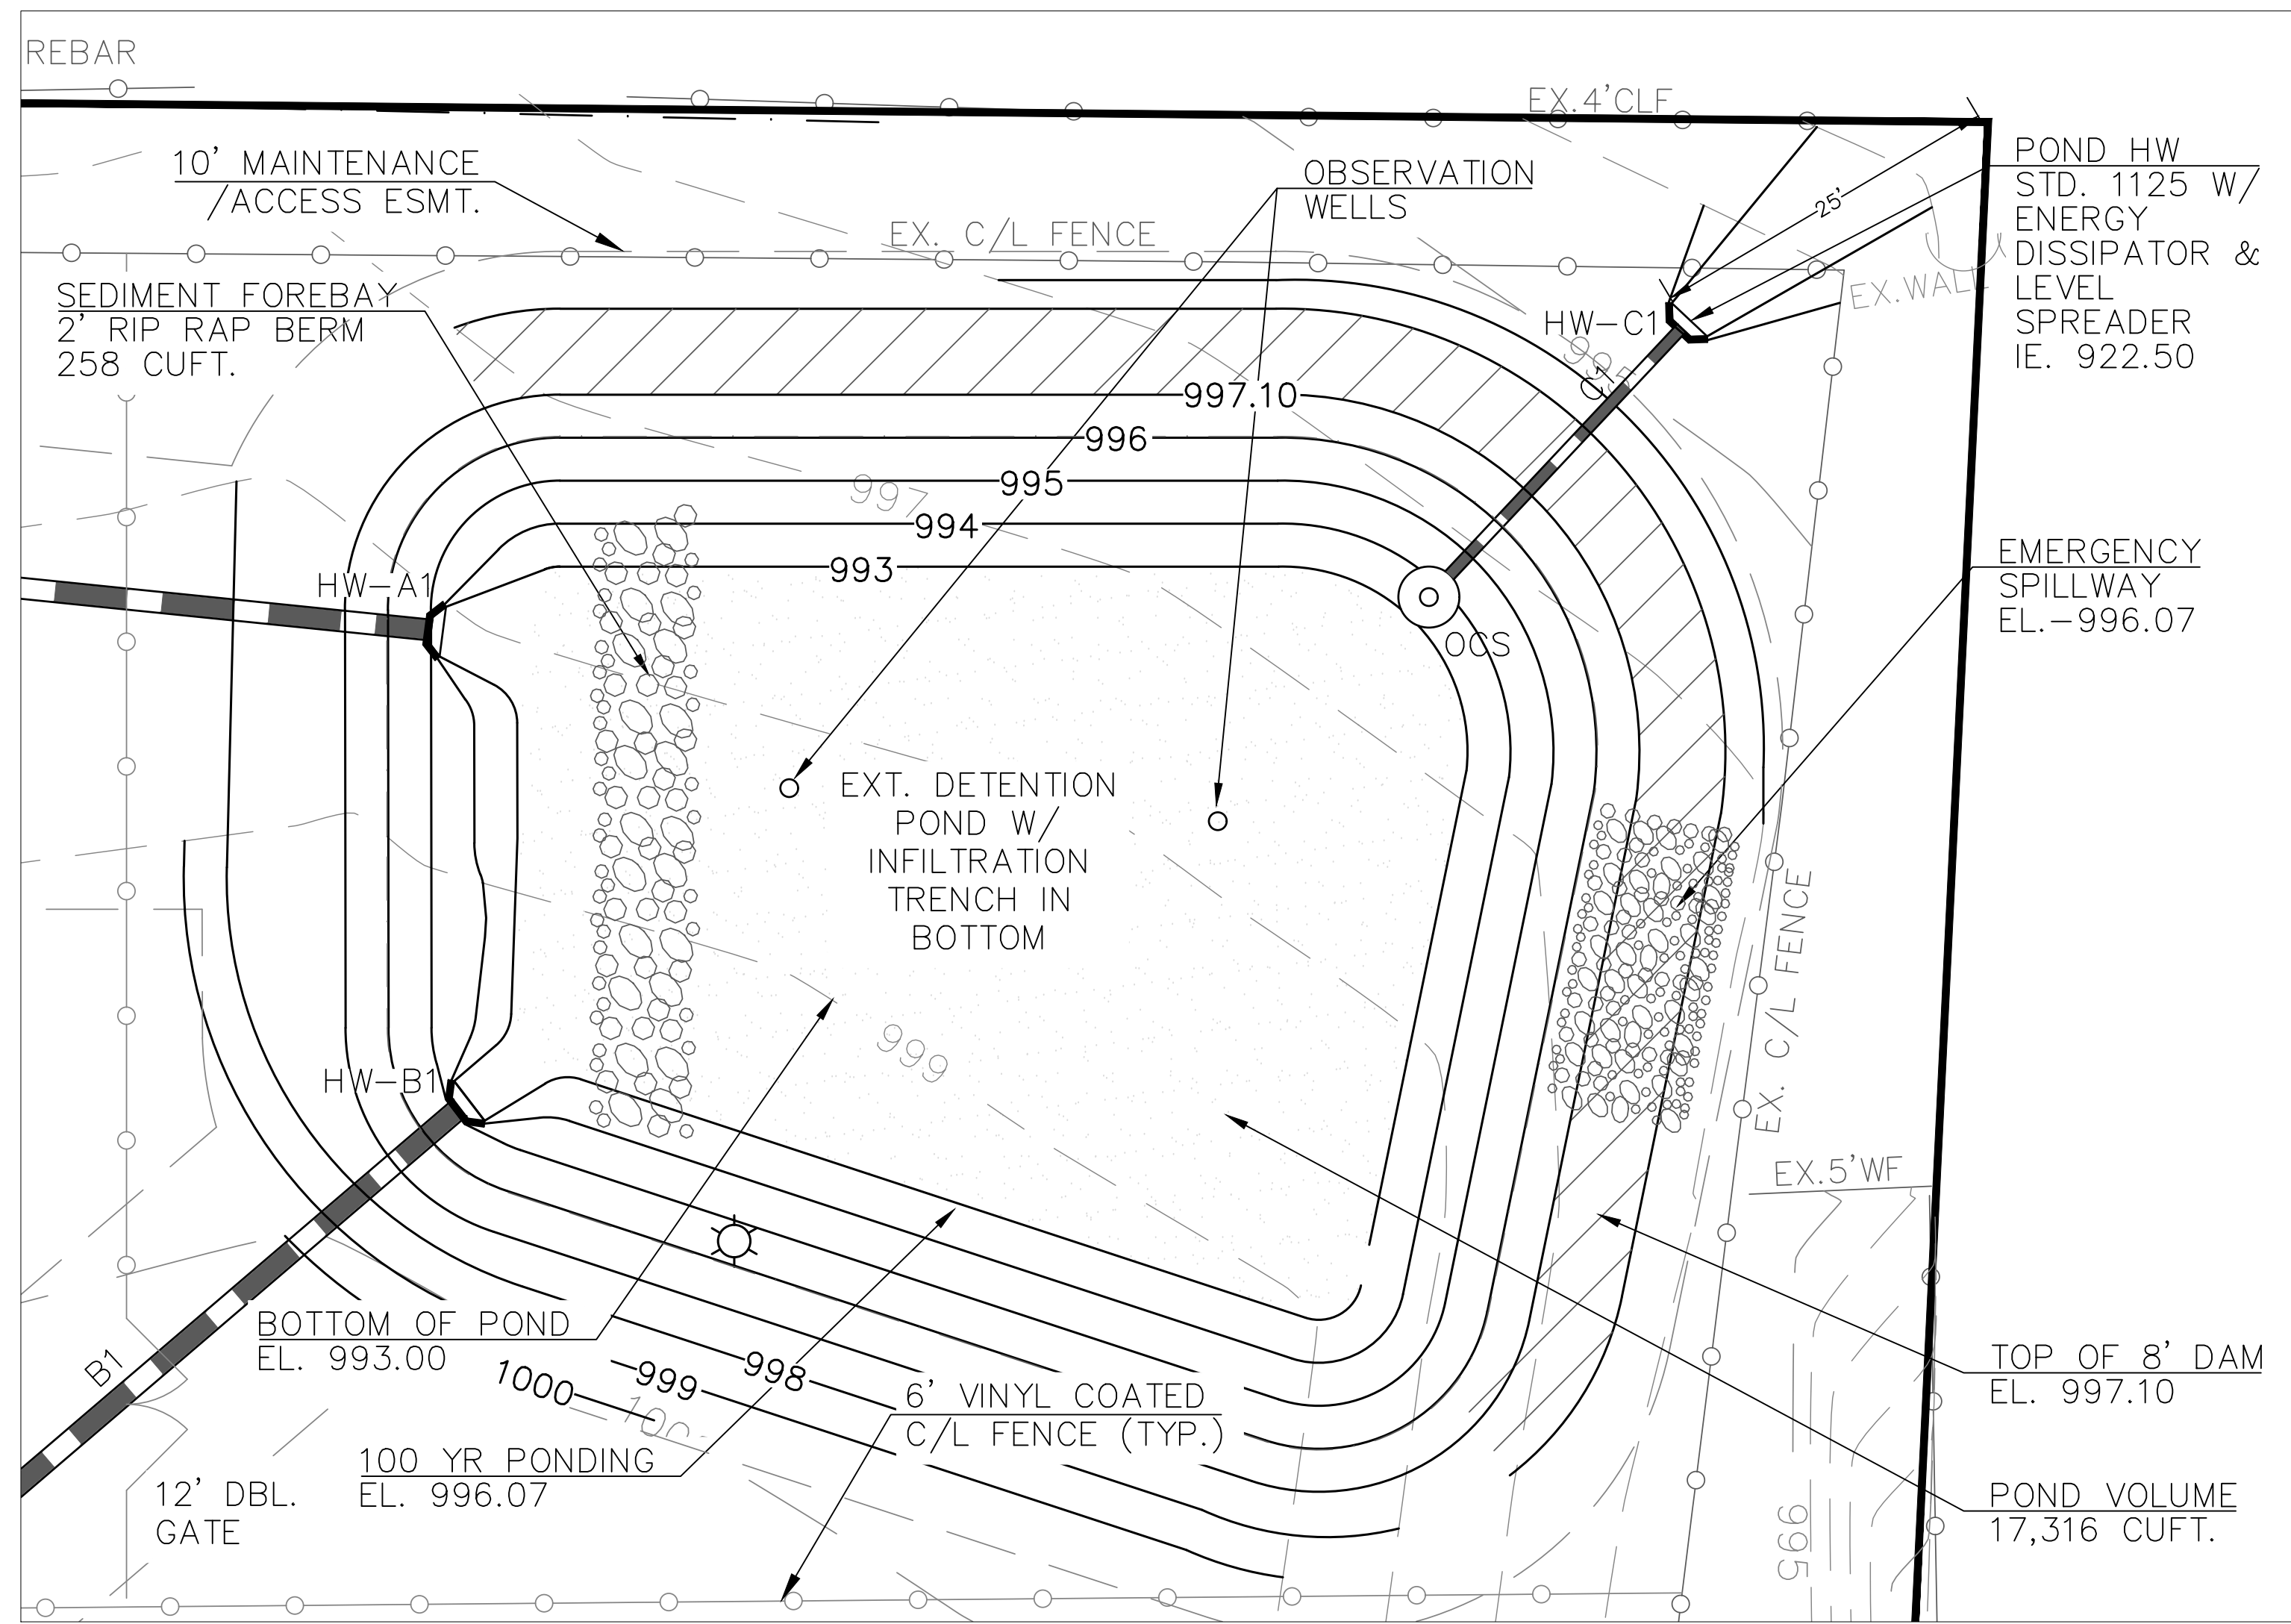 REBAR
EX.4'CLF
10' MAINTENANCE
/ACCESS ESMT.
OBSERVATION
WELLS
25'
POND HW
STD. 1125 W/
ENERGY
DISSIPATOR &
LEVEL
SPREADER
IE. 922.50
EX. C/L FENCE
EX.WALL
SEDIMENT FOREBAY
2' RIP RAP BERM
258 CUFT.
HW-C1
995
C1
997.10
996
995
997
994
993
HW-A1
OCS
EMERGENCY
SPILLWAY
EL.-996.07
EXT. DETENTION
POND W/
INFILTRATION
TRENCH IN
BOTTOM
EX. C/L FENCE
999
HW-B1
EX.5'WF
BOTTOM OF POND
EL. 993.00
B1
1000
999
998
6' VINYL COATED
C/L FENCE (TYP.)
TOP OF 8' DAM
EL. 997.10
100 YR PONDING
EL. 996.07
12' DBL.
GATE
995
POND VOLUME
17,316 CUFT.